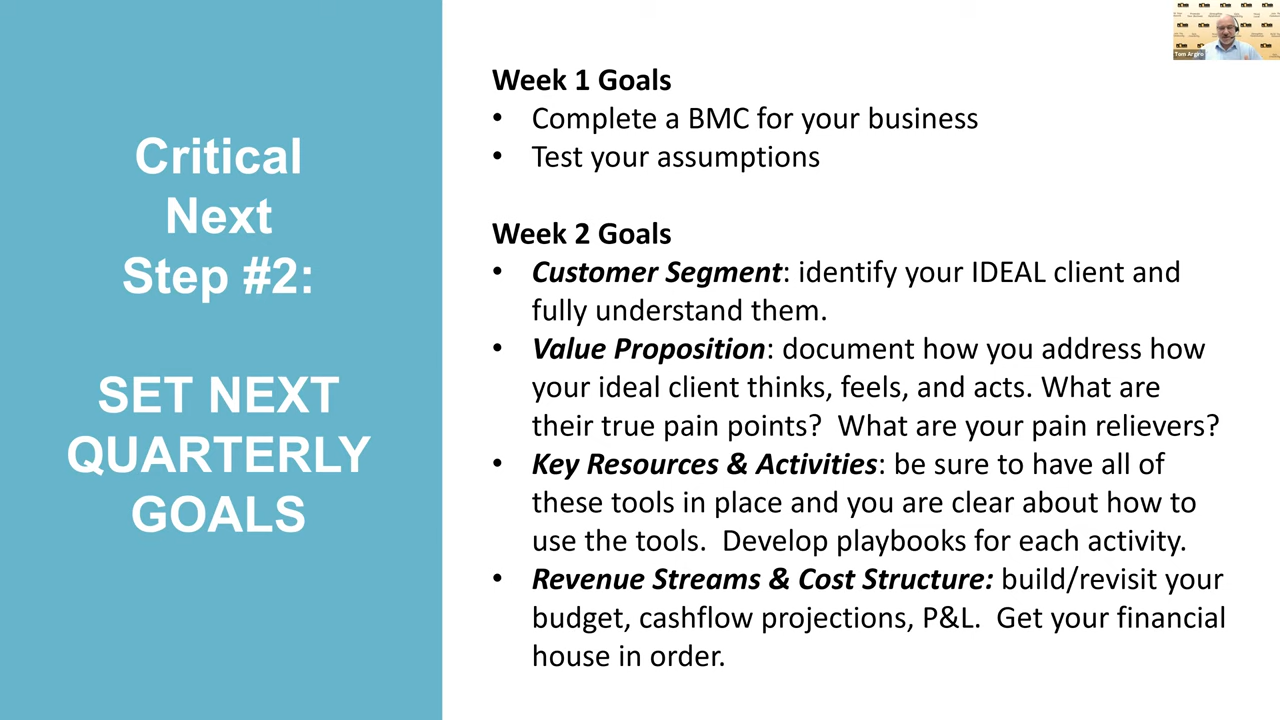 Critical
Next
Step #2:
SET NEXT
QUARTERLY
GOALS
Week 1 Goals
• Complete a BMC for your business
• Test your assumptions
Week 2 Goals
• Customer Segment: identify your IDEAL client and
fully understand them.
• Value Proposition: document how you address how
your ideal client thinks, feels, and acts. What are
their true pain points?  What are your pain relievers?
• Key Resources & Activities: be sure to have all of
these tools in place and you are clear about how to
use the tools.  Develop playbooks for each activity.
• Revenue Streams & Cost Structure: build/revisit your
budget, cashflow projections, P&L.  Get your financial
house in order.